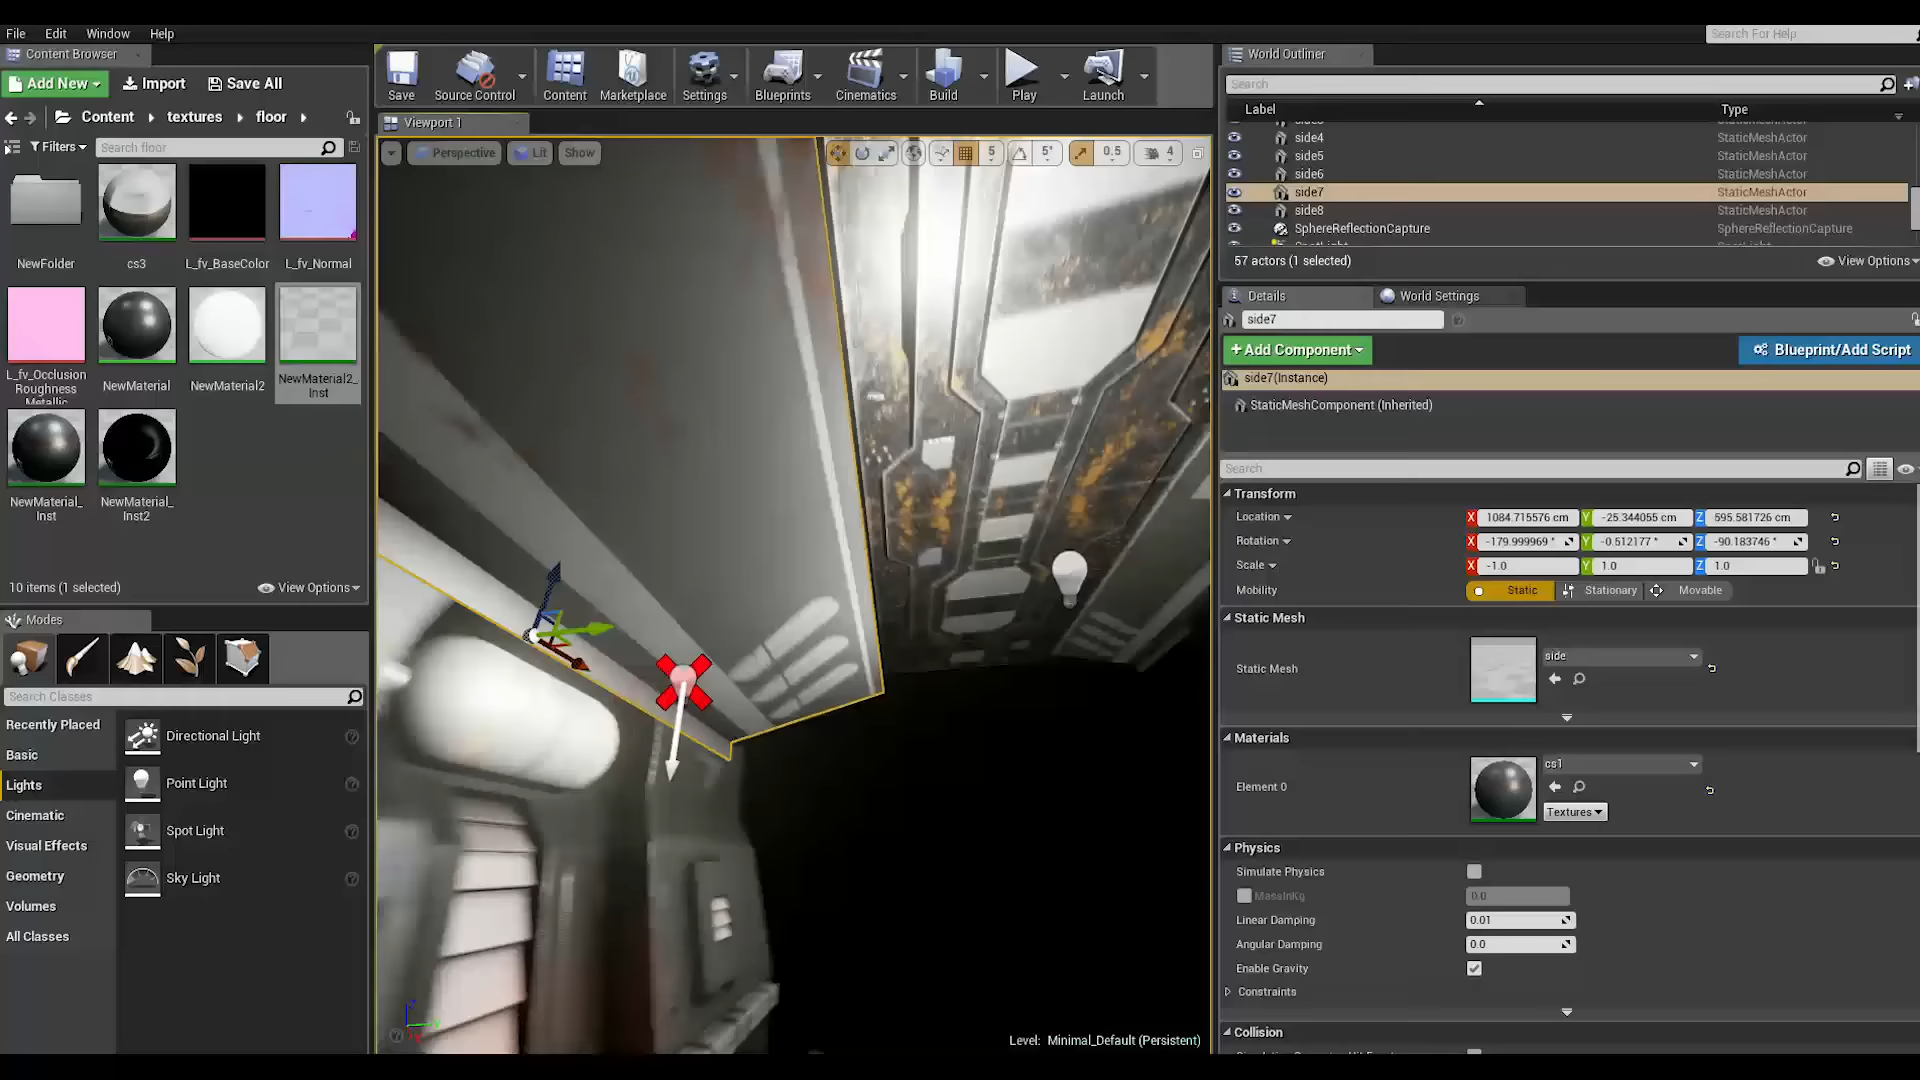 File Edit Window Help
Search For Help
Content Browser
Add New Import Save All
Content textures floor
Filters Search floor
NewFolder cs3 L_fv_BaseColor L_fv_Normal
L_fv_Occlusion
Roughness
Metallic
NewMaterial NewMaterial2 NewMaterial2_
Inst
NewMaterial_
Inst
NewMaterial_
Inst2
10 items (1 selected) View Options
Modes
Search Classes
Recently Placed
Basic
Lights
Cinematic
Visual Effects
Geometry
Volumes
All Classes
Directional Light
Point Light
Spot Light
Sky Light
Save Source Control Content Marketplace Settings Blueprints Cinematics Build Play Launch
Viewport 1
Perspective Lit Show 5 5° 0.5 4
Level: Minimal_Default (Persistent)
World Outliner
Search
Label Type
side4 StaticMeshActor
side5 StaticMeshActor
side6 StaticMeshActor
side7 StaticMeshActor
side8 StaticMeshActor
SphereReflectionCapture SphereReflectionCapture
57 actors (1 selected) View Options
Details World Settings
side7
+Add Component Blueprint/Add Script
side7(Instance)
StaticMeshComponent (Inherited)
Search
Transform
Location X 1084.715576 cm Y -25.344055 cm Z 595.581726 cm
Rotation X -179.999969 ° Y -0.512177 ° Z -90.183746 °
Scale X -1.0 Y 1.0 Z 1.0
Mobility Static Stationary Movable
Static Mesh
Static Mesh side
Materials
Element 0 cs1
Textures
Physics
Simulate Physics
MassInKg 0.0
Linear Damping 0.01
Angular Damping 0.0
Enable Gravity
Constraints
Collision